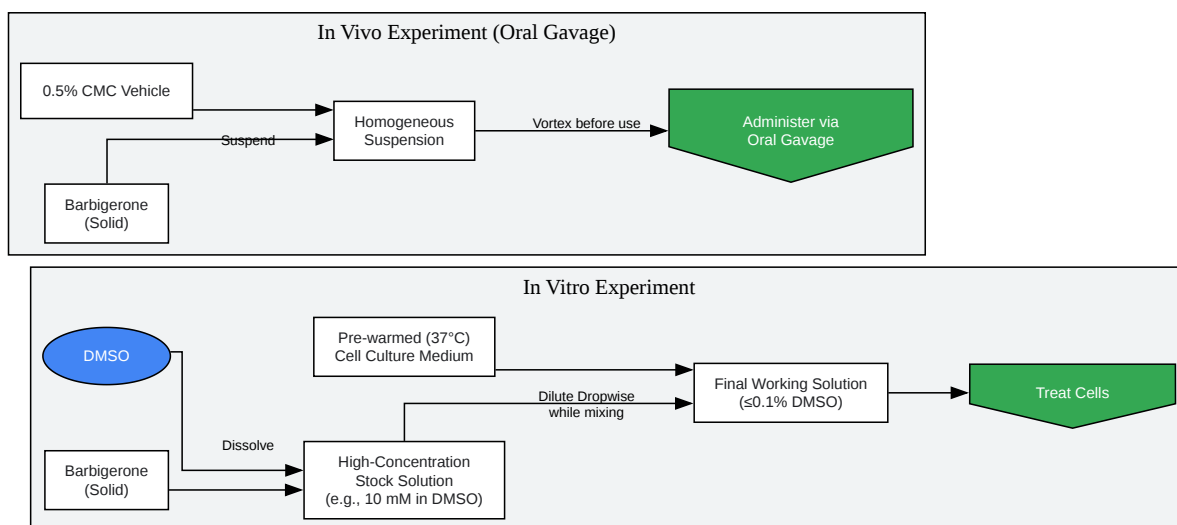 In Vivo Experiment (Oral Gavage)
0.5% CMC Vehicle
Homogeneous
Suspension
Suspend
Vortex before use
Administer via
Oral Gavage
Barbigerone
(Solid)
In Vitro Experiment
DMSO
Pre-warmed (37°C)
Cell Culture Medium
Dilute Dropwise
while mixing
Final Working Solution
(≤0.1% DMSO)
Treat Cells
Dissolve
Barbigerone
(Solid)
High-Concentration
Stock Solution
(e.g., 10 mM in DMSO)